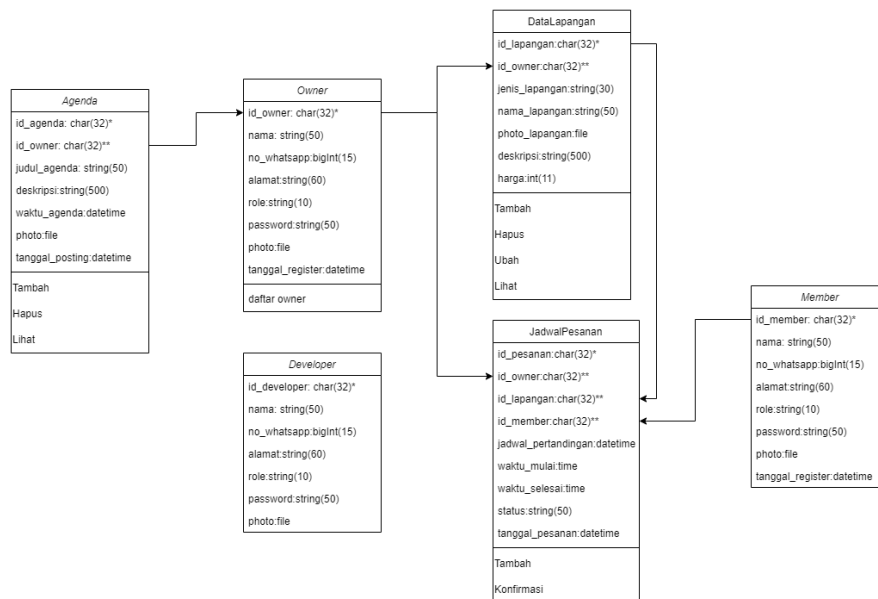 Agenda
id_agenda: char(32)*
id_owner: char(32)**
judul_agenda: string(50)
deskripsi:string(500)
waktu_agenda:datetime
photo:file
tanggal_posting:datetime
Tambah
Hapus
Lihat
Owner
id_owner: char(32)*
nama: string(50)
no_whatsapp:bigInt(15)
alamat:string(60)
role:string(10)
password:string(50)
photo:file
tanggal_register:datetime
daftar owner
Developer
id_developer: char(32)*
nama: string(50)
no_whatsapp:bigInt(15)
alamat:string(60)
role:string(10)
password:string(50)
photo:file
DataLapangan
id_lapangan:char(32)*
id_owner:char(32)**
jenis_lapangan:string(30)
nama_lapangan:string(50)
photo_lapangan:file
deskripsi:string(500)
harga:int(11)
Tambah
Hapus
Ubah
Lihat
JadwalPesanan
id_pesanan:char(32)*
id_owner:char(32)**
id_lapangan:char(32)**
id_member:char(32)**
jadwal_pertandingan:datetime
waktu_mulai:time
waktu_selesai:time
status:string(50)
tanggal_pesanan:datetime
Tambah
Konfirmasi
Member
id_member: char(32)*
nama: string(50)
no_whatsapp:bigInt(15)
alamat:string(60)
role:string(10)
password:string(50)
photo:file
tanggal_register:datetime